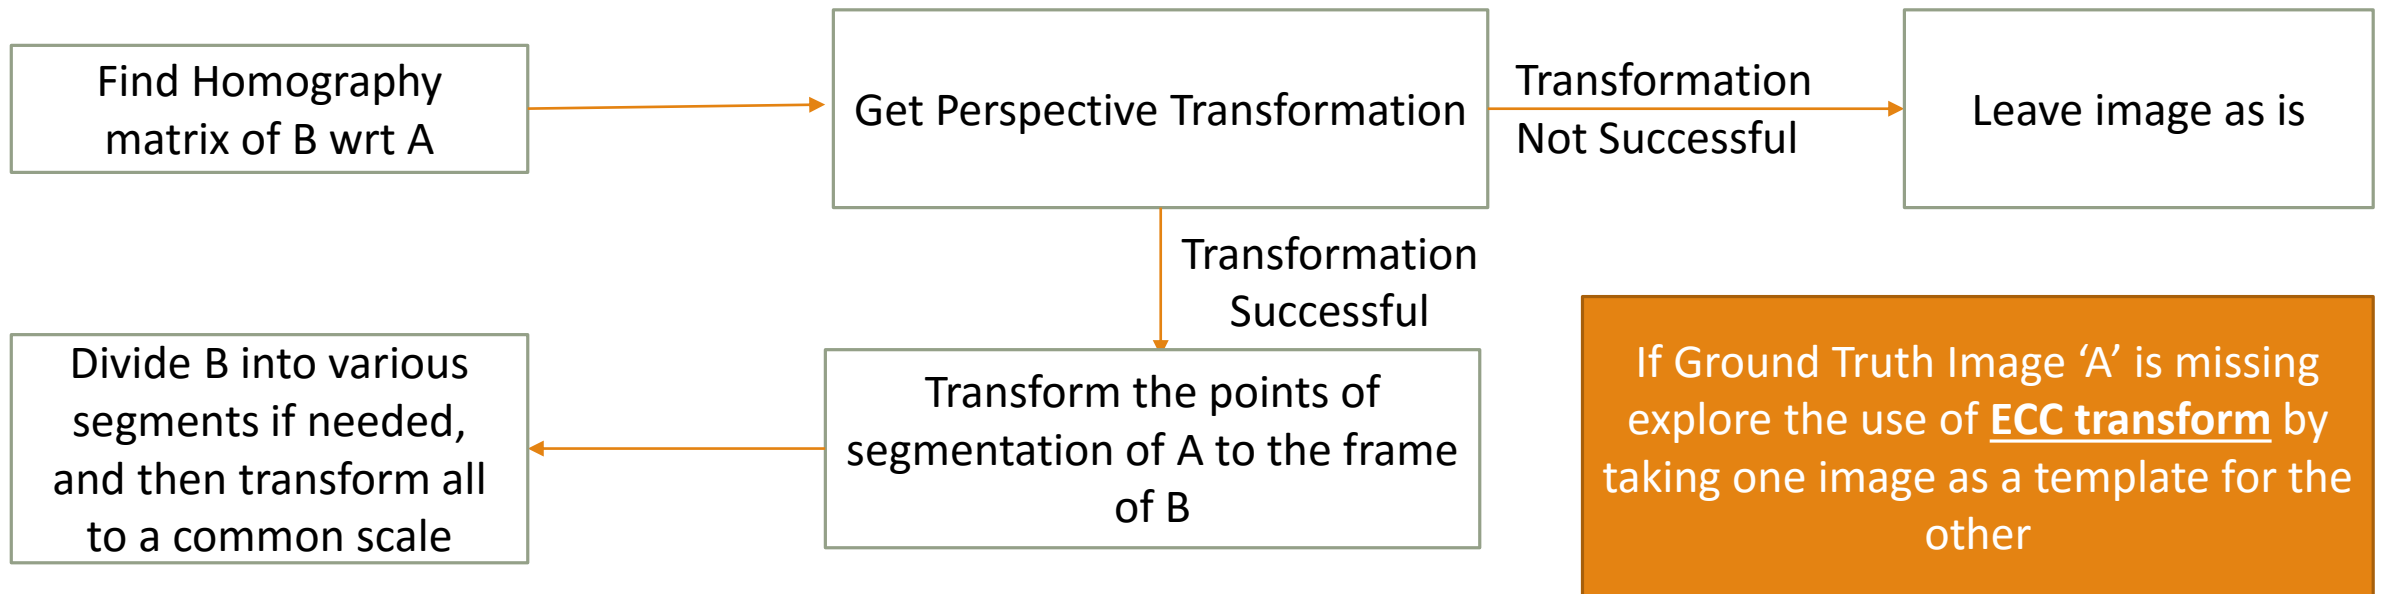 Find Homography
matrix of B wrt A
Get Perspective Transformation
Transformation
Not Successful
Leave image as is
Transformation
Successful
Divide B into various
segments if needed,
and then transform all
to a common scale
Transform the points of
segmentation of A to the frame
of B
If Ground Truth Image ‘A’ is missing
explore the use of ECC transform by
taking one image as a template for the
other